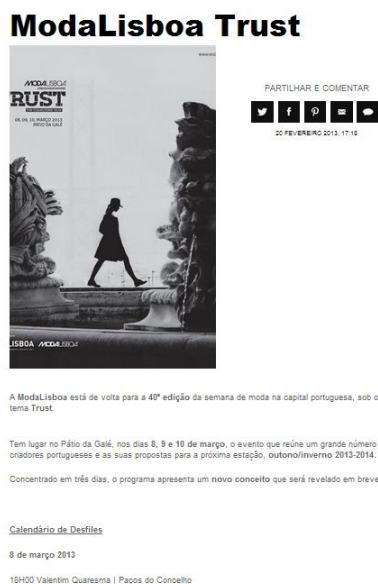 ModaLisboa Trust
MODALISBOA
TRUST
08, 09, 10, MARÇO 2013
PÁTIO DA GALÉ
LISBOA MODALISBOA
PARTILHAR E COMENTAR
20 FEVEREIRO 2013, 17:18
A ModaLisboa está de volta para a 40ª edição da semana de moda na capital portuguesa, sob o
tema Trust.
Tem lugar no Pátio da Galé, nos dias 8, 9 e 10 de março, o evento que reúne um grande número
criadores portugueses e as suas propostas para a próxima estação, outono/inverno 2013-2014.
Concentrado em três dias, o programa apresenta um novo conceito que será revelado em breve
Calendário de Desfiles
8 de março 2013
18H00 Valentim Quaresma | Paços do Concelho